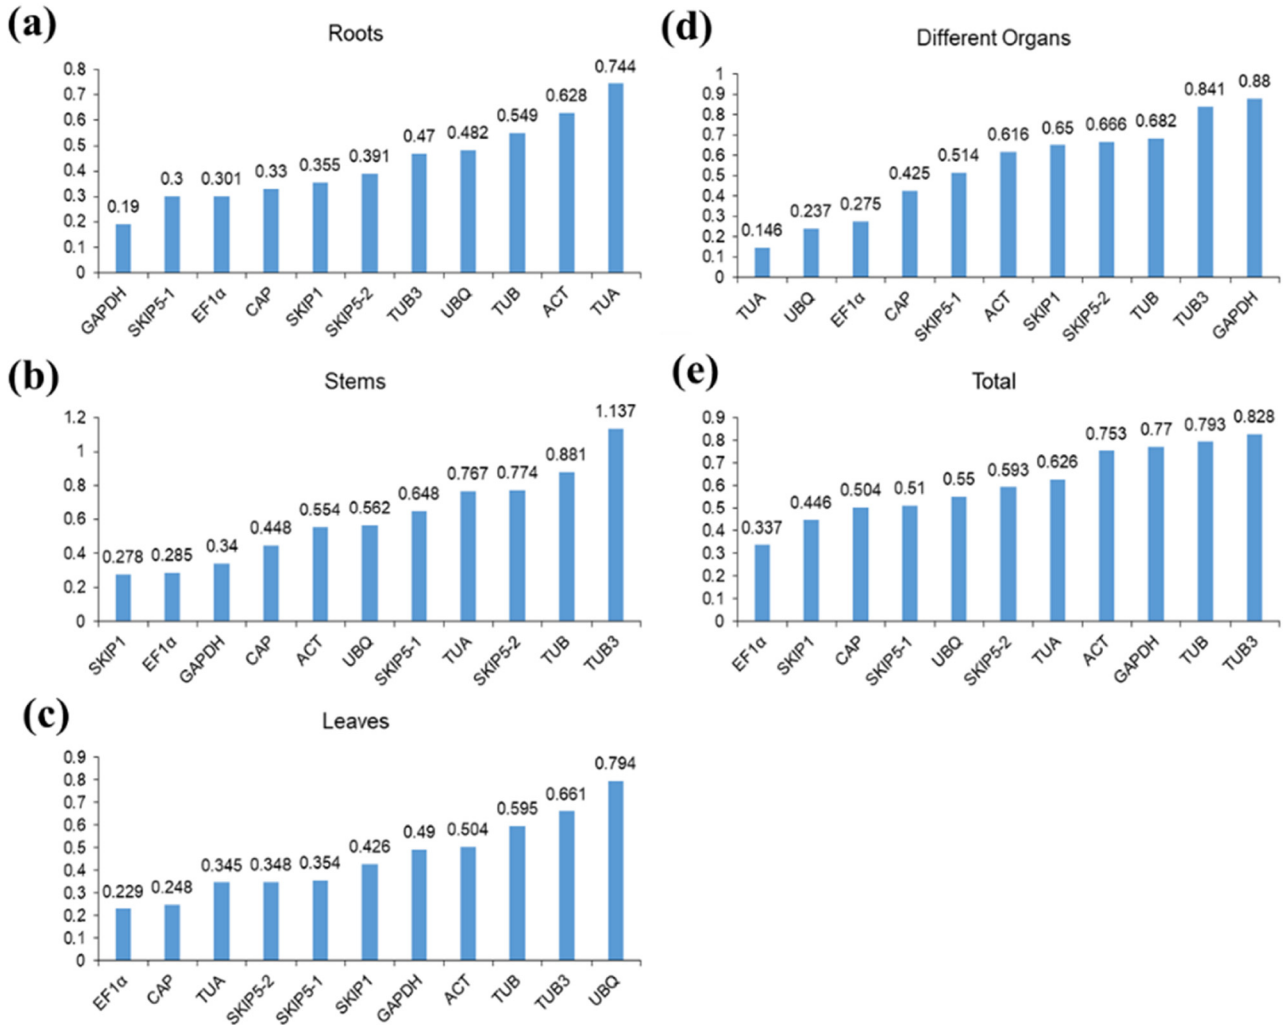 (a)
Roots
0.8
0.7
0.6
0.5
0.4
0.3
0.2
0.1
0
0.19
0.3
0.301
0.33
0.355
0.391
0.47
0.482
0.549
0.628
0.744
GAPDH
SKIP5-1
EF1α
CAP
SKIP1
SKIP5-2
TUB3
UBQ
TUB
ACT
TUA
(d)
Different Organs
1
0.9
0.8
0.7
0.6
0.5
0.4
0.3
0.2
0.1
0
0.146
0.237
0.275
0.425
0.514
0.616
0.65
0.666
0.682
0.841
0.88
TUA
UBQ
EF1α
CAP
SKIP5-1
ACT
SKIP1
SKIP5-2
TUB
TUB3
GAPDH
(b)
Stems
1.2
1
0.8
0.6
0.4
0.2
0
0.278
0.285
0.34
0.448
0.554
0.562
0.648
0.767
0.774
0.881
1.137
SKIP1
EF1α
GAPDH
CAP
ACT
UBQ
SKIP5-1
TUA
SKIP5-2
TUB
TUB3
(e)
Total
0.9
0.8
0.7
0.6
0.5
0.4
0.3
0.2
0.1
0
0.337
0.446
0.504
0.51
0.55
0.593
0.626
0.753
0.77
0.793
0.828
EF1α
SKIP1
CAP
SKIP5-1
UBQ
SKIP5-2
TUA
ACT
GAPDH
TUB
TUB3
(c)
Leaves
0.9
0.8
0.7
0.6
0.5
0.4
0.3
0.2
0.1
0
0.229
0.248
0.345
0.348
0.354
0.426
0.49
0.504
0.595
0.661
0.794
EF1α
CAP
TUA
SKIP5-2
SKIP5-1
SKIP1
GAPDH
ACT
TUB
TUB3
UBQ